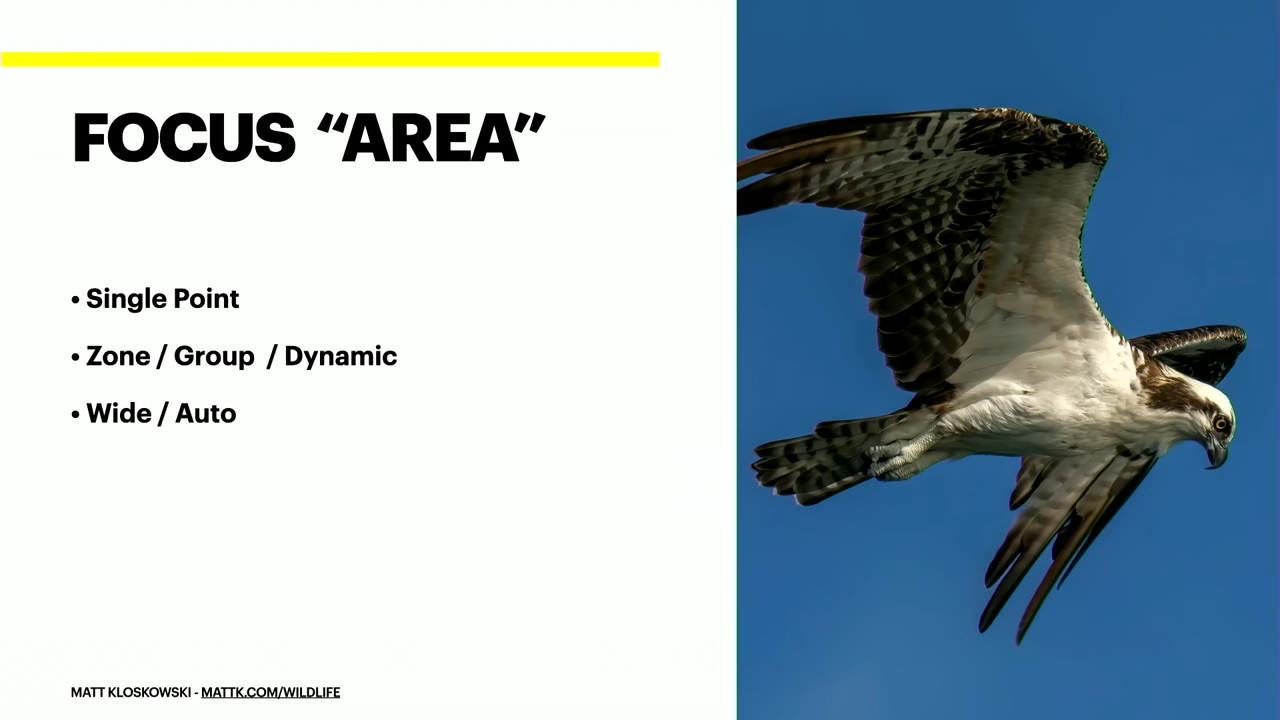 FOCUS “AREA”
• Single Point
• Zone / Group / Dynamic
• Wide / Auto
MATT KLOSKOWSKI - MATTK.COM/WILDLIFE